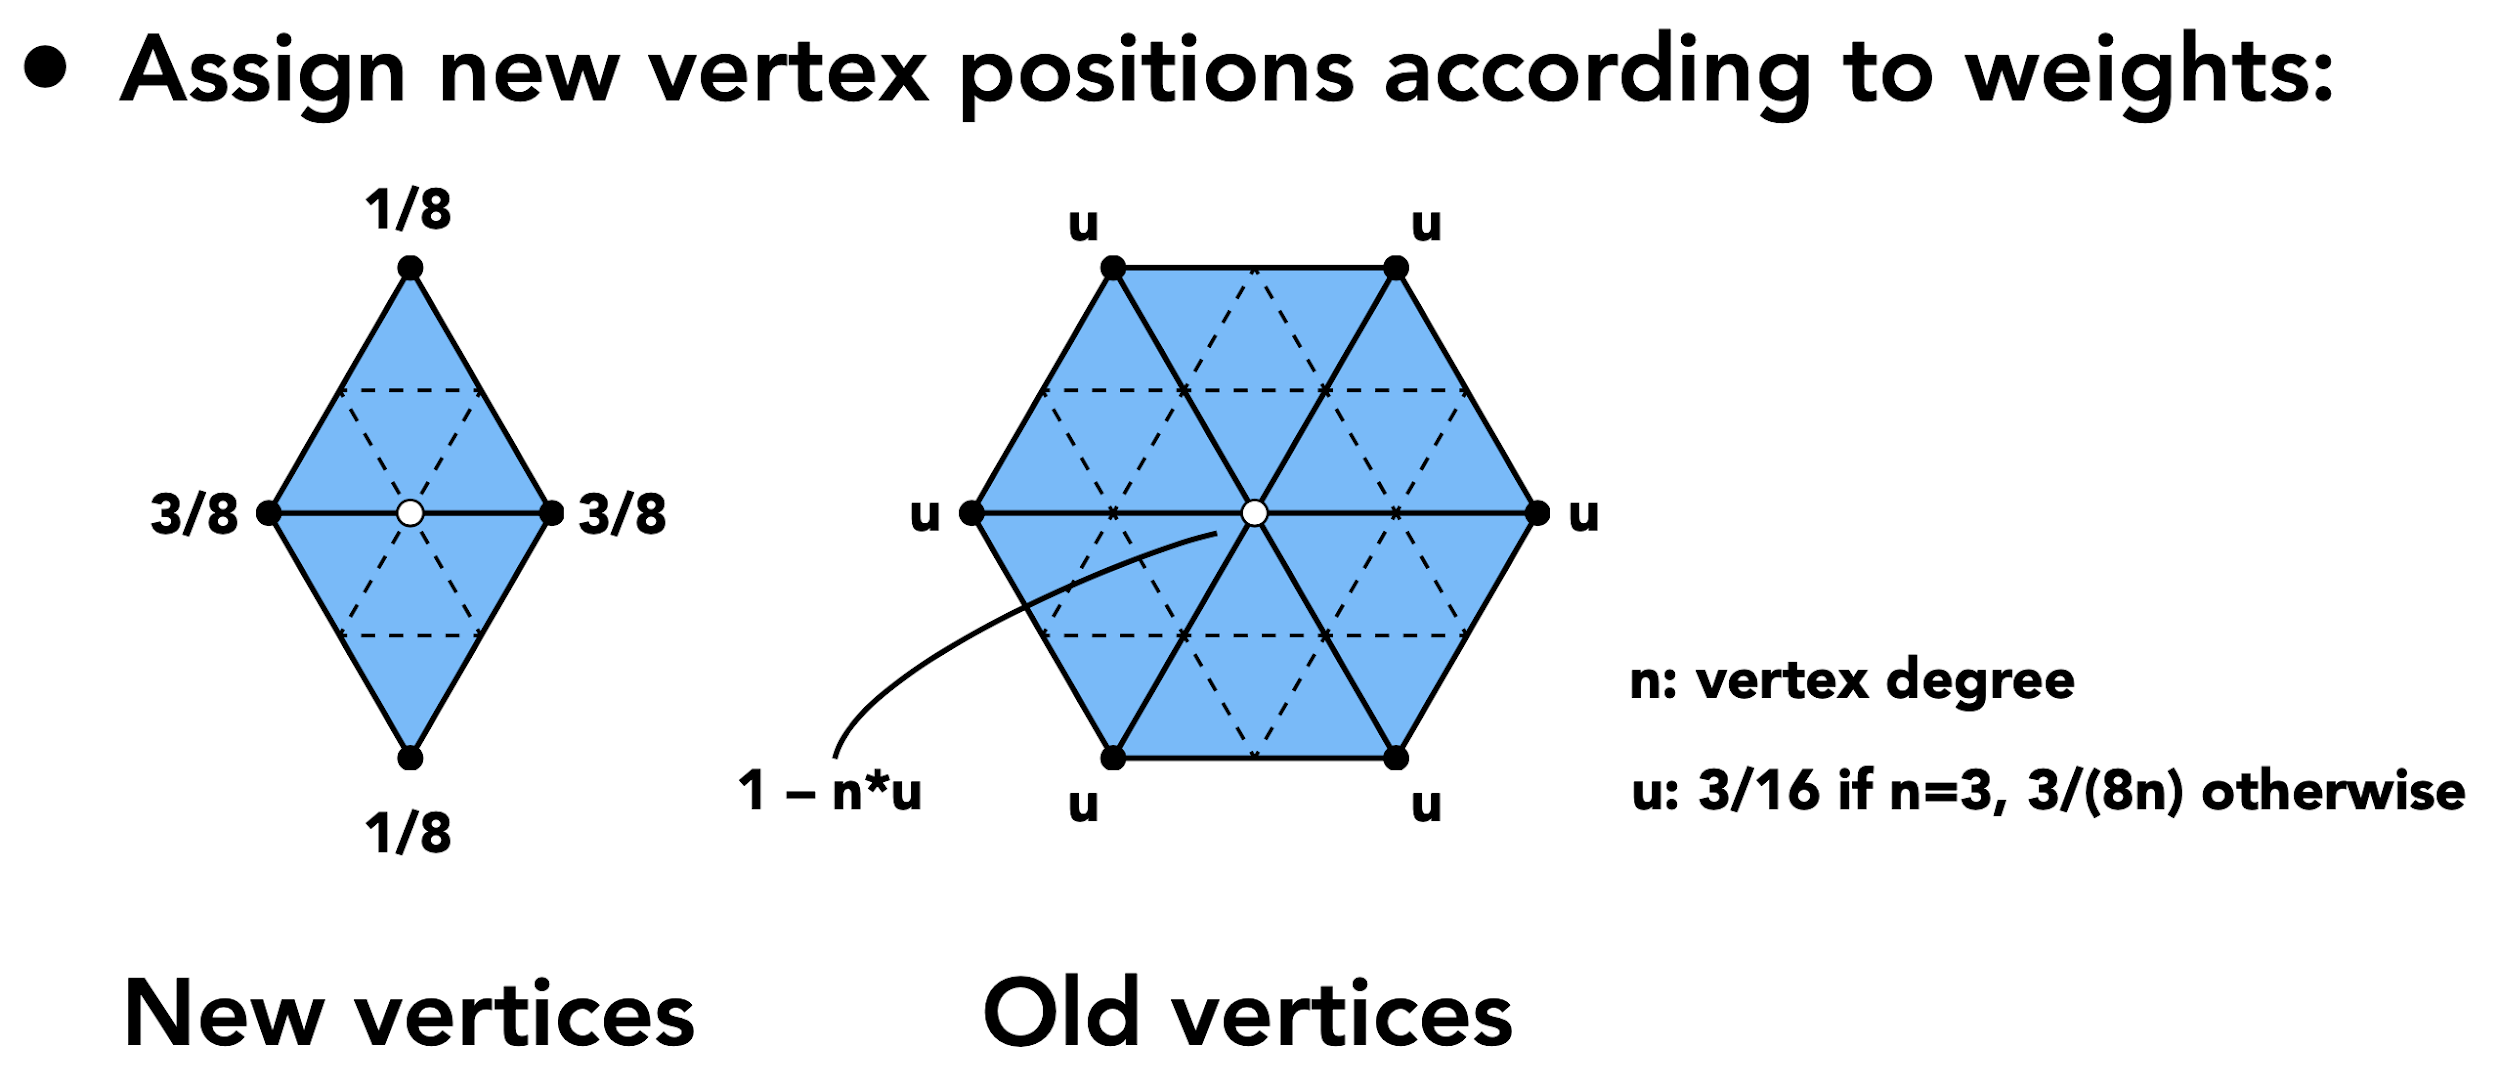 • Assign new vertex positions according to weights:
1/8
3/8
3/8
1/8
u
u
u
u
u
u
1 – n*u
n: vertex degree
u: 3/16 if n=3, 3/(8n) otherwise
New vertices
Old vertices